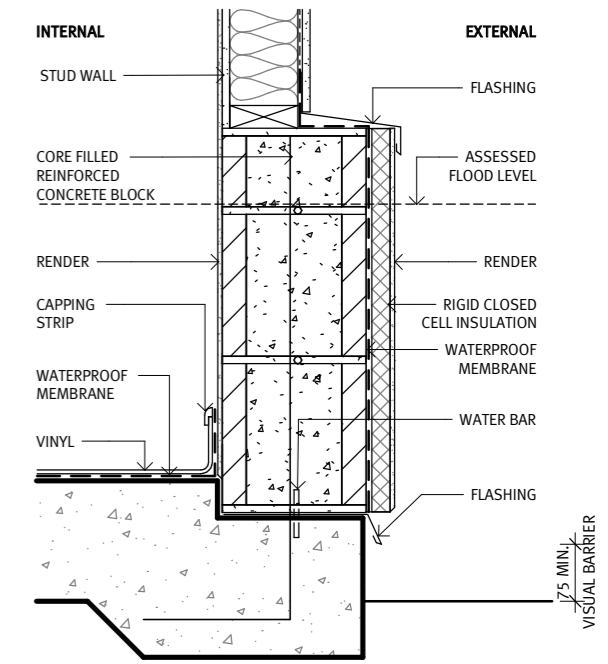 INTERNAL
EXTERNAL
STUD WALL
FLASHING
CORE FILLED
REINFORCED
CONCRETE BLOCK
ASSESSED
FLOOD LEVEL
RENDER
RENDER
CAPPING
STRIP
RIGID CLOSED
CELL INSULATION
WATERPROOF
MEMBRANE
WATERPROOF
MEMBRANE
WATER BAR
VINYL
FLASHING
75 MIN.
VISUAL BARRIER